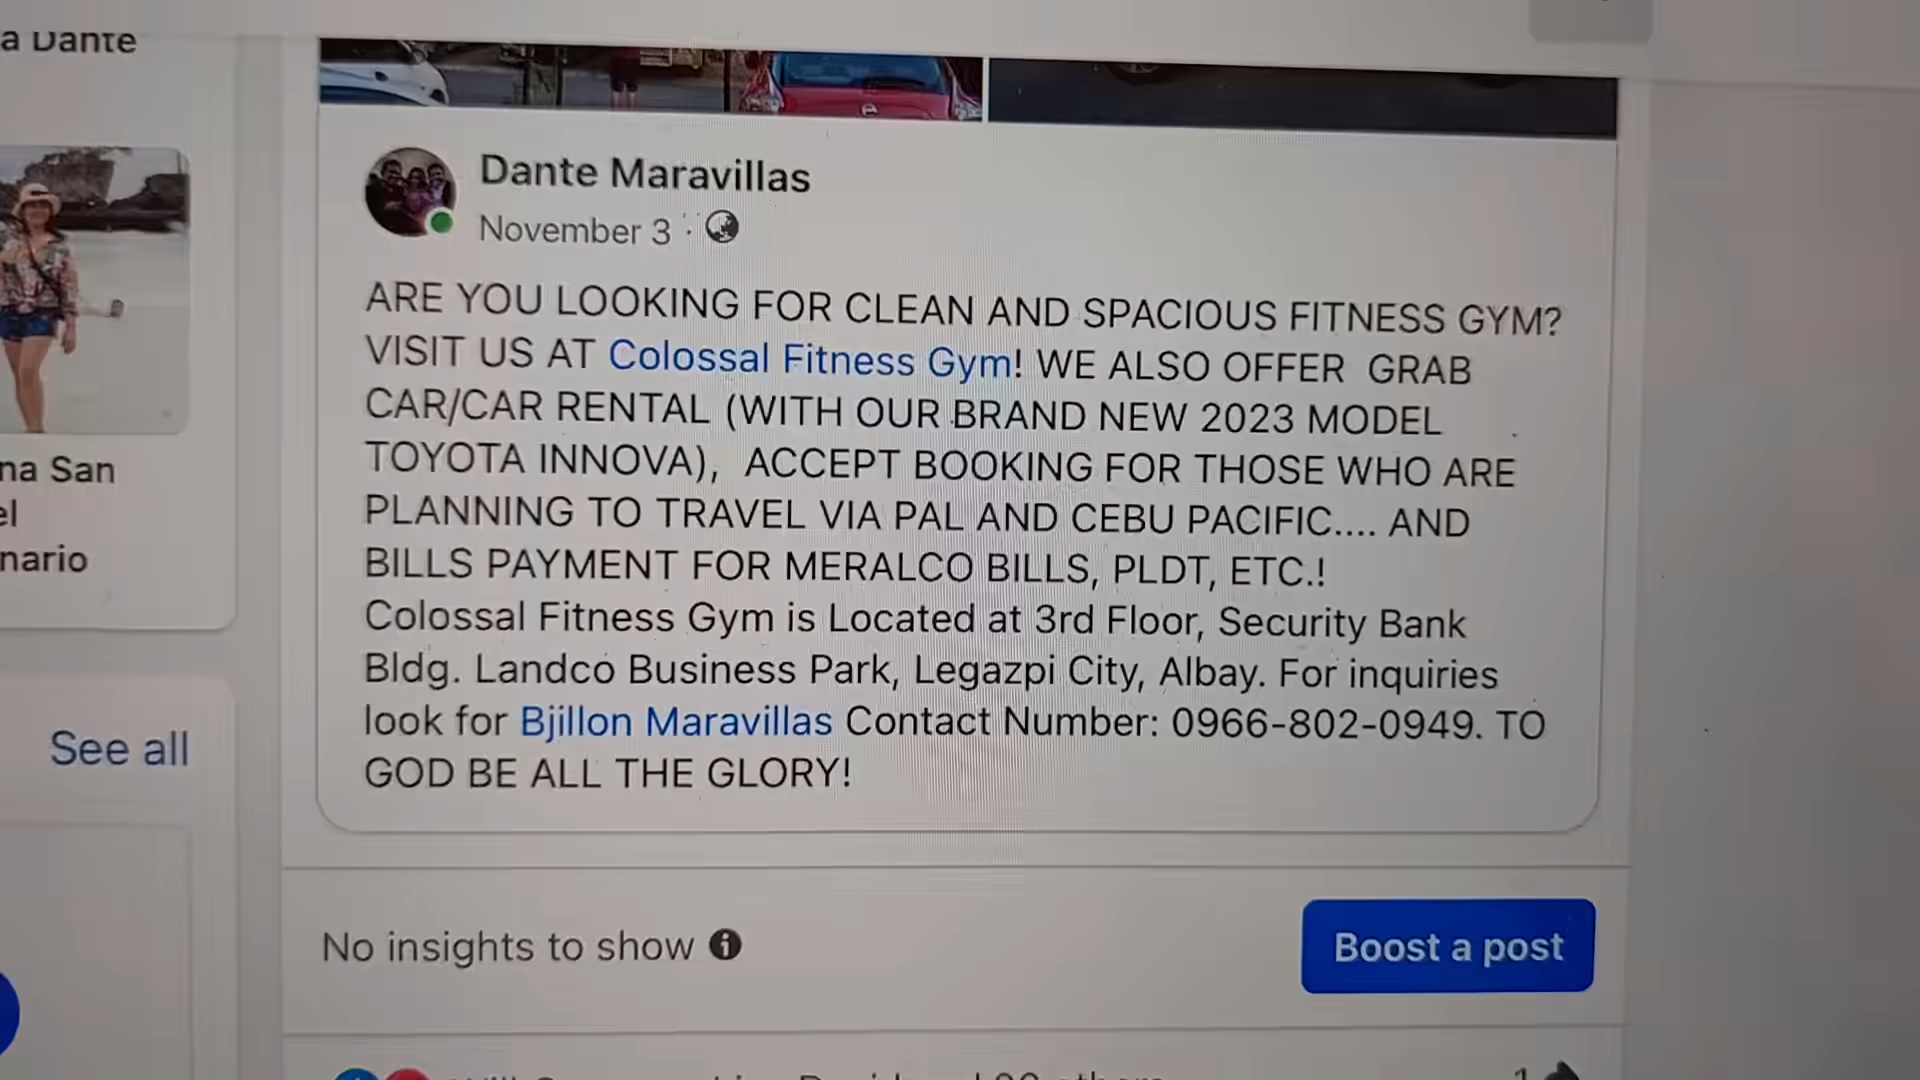 a Dante
Dante Maravillas
November 3 ·
ARE YOU LOOKING FOR CLEAN AND SPACIOUS FITNESS GYM?
VISIT US AT Colossal Fitness Gym! WE ALSO OFFER GRAB
CAR/CAR RENTAL (WITH OUR BRAND NEW 2023 MODEL
TOYOTA INNOVA), ACCEPT BOOKING FOR THOSE WHO ARE
PLANNING TO TRAVEL VIA PAL AND CEBU PACIFIC.... AND
BILLS PAYMENT FOR MERALCO BILLS, PLDT, ETC.!
Colossal Fitness Gym is Located at 3rd Floor, Security Bank
Bldg. Landco Business Park, Legazpi City, Albay. For inquiries
look for Bjillon Maravillas Contact Number: 0966-802-0949. TO
GOD BE ALL THE GLORY!
na San
el
nario
See all
No insights to show
Boost a post